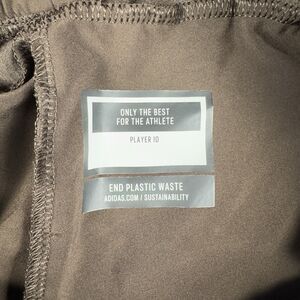 ONLY THE BEST
FOR THE ATHLETE
PLAYER ID
END PLASTIC WASTE
ADIDAS.COM / SUSTAINABILITY